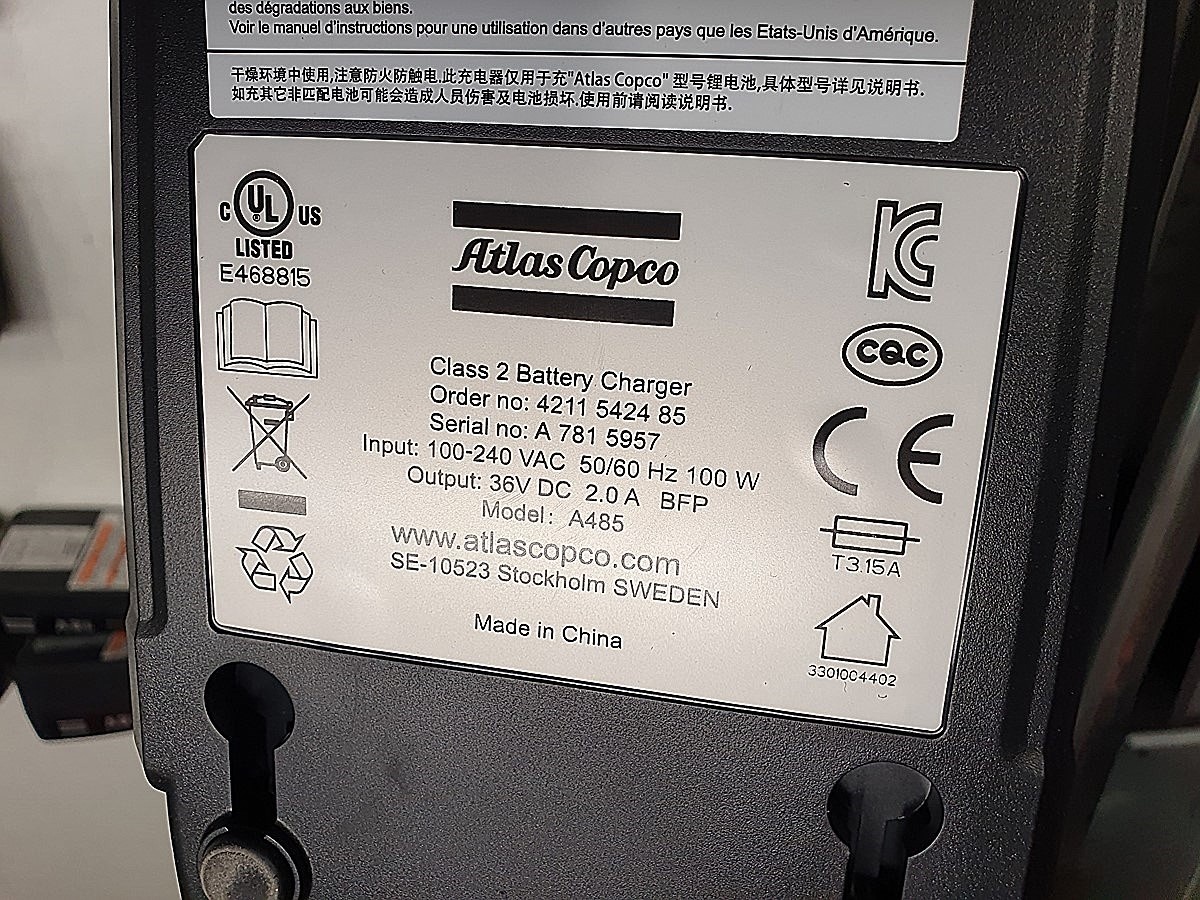 des dégradations aux biens.
Voir le manuel d'instructions pour une utilisation dans d'autres pays que les Etats-Unis d'Amérique.
干燥环境中使用,注意防火防触电.此充电器仅用于充"Atlas Copco" 型号锂电池,具体型号详见说明书.
如充其它非匹配电池可能会造成人员伤害及电池损坏.使用前请阅读说明书.
C UL ® US
LISTED
E468815
Atlas Copco
KC
CQC
CE
Class 2 Battery Charger
Order no: 4211 5424 85
Serial no: A 781 5957
Input: 100-240 VAC 50/60 Hz 100 W
Output: 36V DC 2.0 A BFP
Model: A485
www.atlascopco.com
SE-10523 Stockholm SWEDEN
Made in China
T3.15A
3301004402